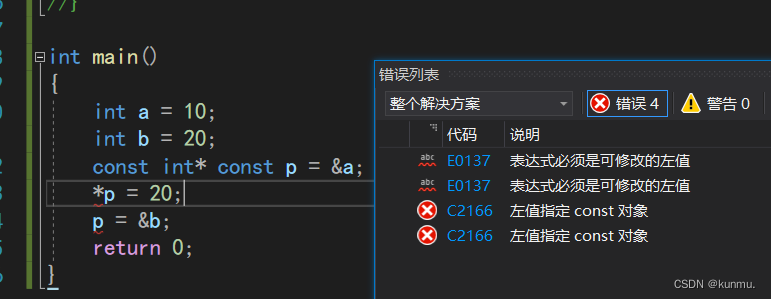 //}
int main()
{
int a = 10;
int b = 20;
const int* const p = &a;
*p = 20;
p = &b;
return 0;
}
错误列表
整个解决方案
错误 4
警告 0
代码 说明
abc E0137 表达式必须是可修改的左值
abc E0137 表达式必须是可修改的左值
C2166 左值指定 const 对象
C2166 左值指定 const 对象
CSDN @kunmu.